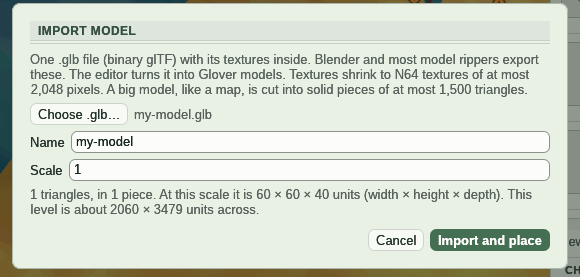 IMPORT MODEL
One .glb file (binary glTF) with its textures inside. Blender and most model rippers export
these. The editor turns it into Glover models. Textures shrink to N64 textures of at most
2,048 pixels. A big model, like a map, is cut into solid pieces of at most 1,500 triangles.
Choose .glb... my-model.glb
Name my-model
Scale 1
1 triangles, in 1 piece. At this scale it is 60 × 60 × 40 units (width × height × depth). This
level is about 2060 × 3479 units across.
Cancel Import and place